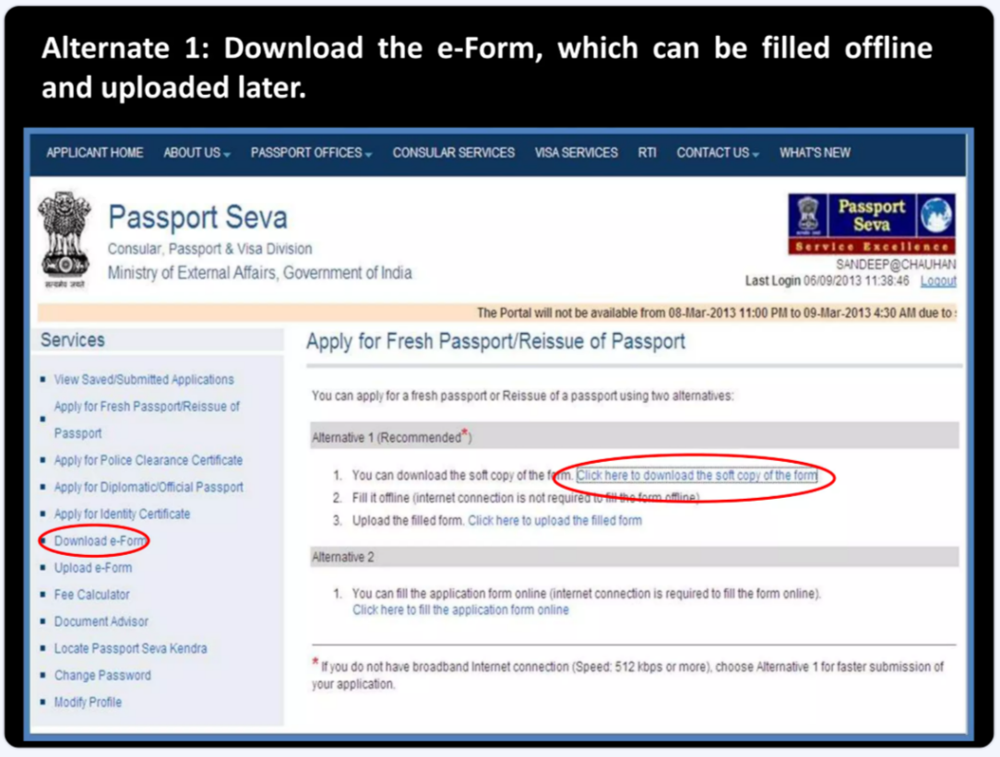 Alternate 1: Download the e-Form, which can be filled offline
and uploaded later.
APPLICANT HOME ABOUT US PASSPORT OFFICES CONSULAR SERVICES VISA SERVICES RTI CONTACT US WHAT'S NEW
Passport Seva
Consular, Passport & Visa Division
Ministry of External Affairs, Government of India
सत्यमेव जयते
Passport
Seva
Service Excellence
SANDEEP@CHAUHAN
Last Login 06/09/2013 11:38:46 Logout
The Portal will not be available from 08-Mar-2013 11:00 PM to 09-Mar-2013 4:30 AM due to
Services
View Saved/Submitted Applications
Apply for Fresh Passport/Reissue of
Passport
Apply for Police Clearance Certificate
Apply for Diplomatic/Official Passport
Apply for Identity Certificate
Download e-Form
Upload e-Form
Fee Calculator
Document Advisor
Locate Passport Seva Kendra
Change Password
Modify Profile
Apply for Fresh Passport/Reissue of Passport
You can apply for a fresh passport or Reissue of a passport using two alternatives:
Alternative 1 (Recommended*)
1. You can download the soft copy of the form. Click here to download the soft copy of the form
2. Fill it offline (internet connection is not required to fill the form offline)
3. Upload the filled form. Click here to upload the filled form
Alternative 2
1. You can fill the application form online (internet connection is required to fill the form online).
Click here to fill the application form online
* If you do not have broadband Internet connection (Speed: 512 kbps or more), choose Alternative 1 for faster submission of
your application.